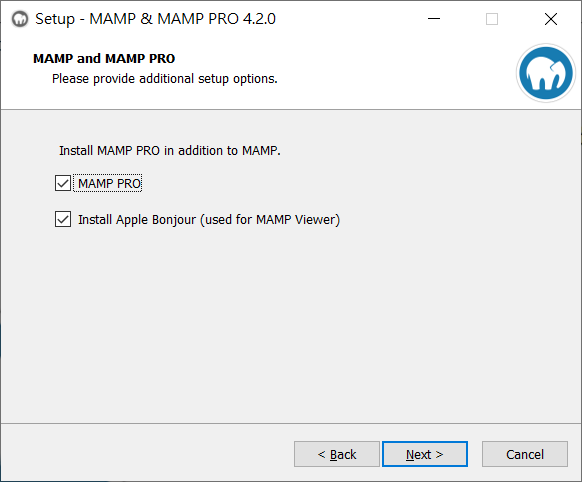 Setup - MAMP & MAMP PRO 4.2.0
MAMP and MAMP PRO
Please provide additional setup options.
Install MAMP PRO in addition to MAMP.
MAMP PRO
Install Apple Bonjour (used for MAMP Viewer)
< Back
Next >
Cancel